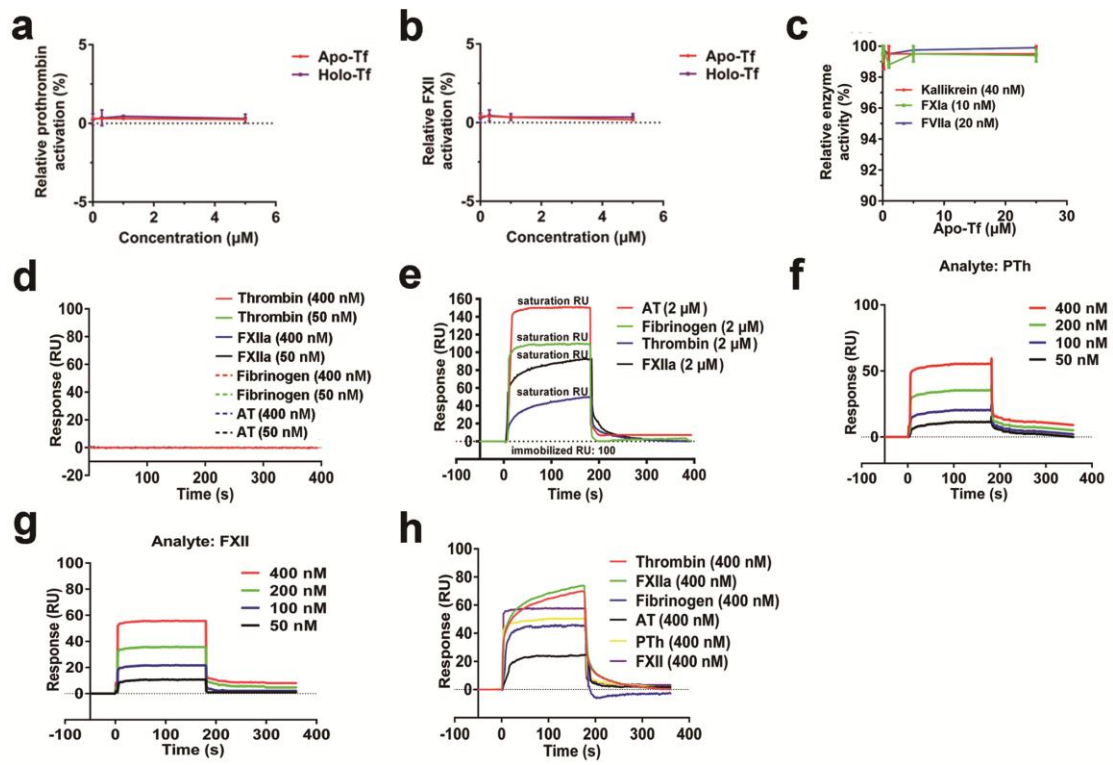 a
Relative prothrombin
activation (%)
5
0
-5
0 2 4 6
Concentration (µM)
Apo-Tf
Holo-Tf
b
Relative FXII
activation (%)
5
0
-5
0 2 4 6
Concentration (µM)
Apo-Tf
Holo-Tf
c
Relative enzyme
activity (%)
100
98
96
94
92
90
0 10 20 30
Apo-Tf (µM)
Kallikrein (40 nM)
FXIa (10 nM)
FVIIa (20 nM)
d
Response (RU)
80
60
40
20
0
-20
100 200 300 400
Time (s)
Thrombin (400 nM)
Thrombin (50 nM)
FXIIa (400 nM)
FXIIa (50 nM)
Fibrinogen (400 nM)
Fibrinogen (50 nM)
AT (400 nM)
AT (50 nM)
e
Response (RU)
160
140
120
100
80
60
40
20
0
-20
-100 0 100 200 300 400
Time (s)
saturation RU
saturation RU
saturation RU
saturation RU
immobilized RU: 100
AT (2 µM)
Fibrinogen (2 µM)
Thrombin (2 µM)
FXIIa (2 µM)
f
Analyte: PTh
Response (RU)
100
50
0
-100 0 100 200 300 400
Time (s)
400 nM
200 nM
100 nM
50 nM
g
Analyte: FXII
Response (RU)
100
80
60
40
20
0
-20
-100 0 100 200 300 400
Time (s)
400 nM
200 nM
100 nM
50 nM
h
Response (RU)
100
80
60
40
20
0
-20
-100 0 100 200 300 400
Time (s)
Thrombin (400 nM)
FXIIa (400 nM)
Fibrinogen (400 nM)
AT (400 nM)
PTh (400 nM)
FXII (400 nM)